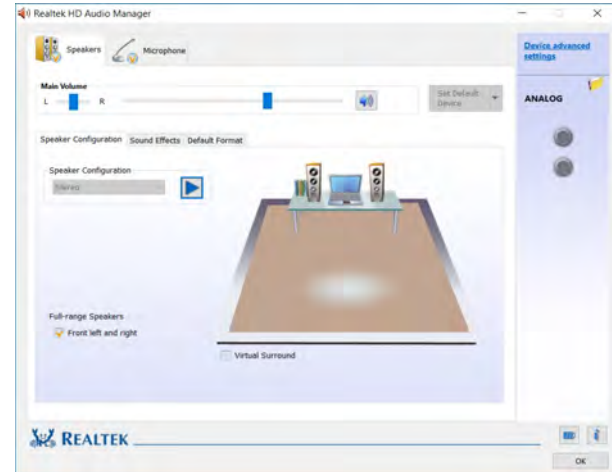 Realtek HD Audio Manager
Speakers
Microphone
Device advanced
settings
Main Volume
L
R
Set Default
Device
ANALOG
Speaker Configuration
Sound Effects
Default Format
Speaker Configuration
Stereo
Full-range Speakers
Front left and right
Virtual Surround
REALTEK
i
OK